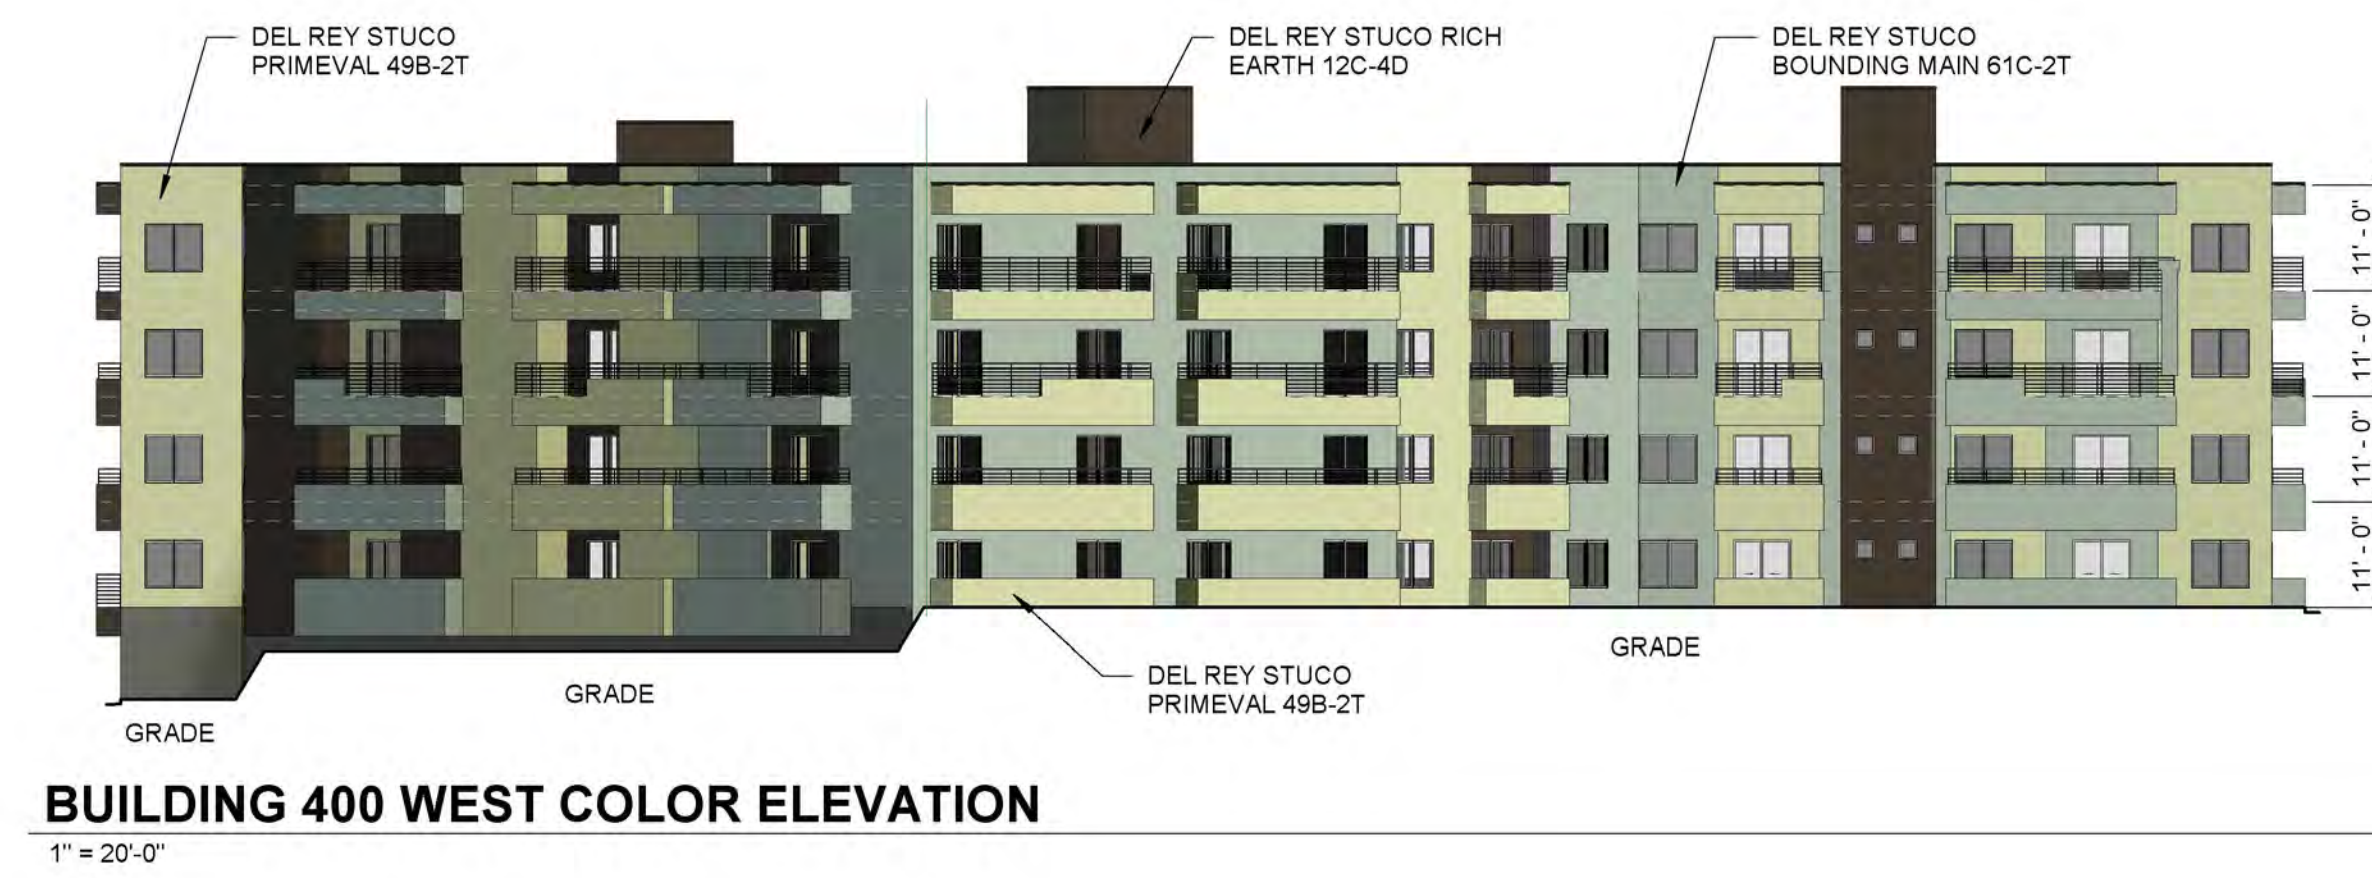 DEL REY STUCO
PRIMEVAL 49B-2T
DEL REY STUCO RICH
EARTH 12C-4D
DEL REY STUCO
BOUNDING MAIN 61C-2T
11' - 0"
11' - 0"
11' - 0"
11' - 0"
GRADE
GRADE
GRADE
DEL REY STUCO
PRIMEVAL 49B-2T
BUILDING 400 WEST COLOR ELEVATION
1" = 20'-0"